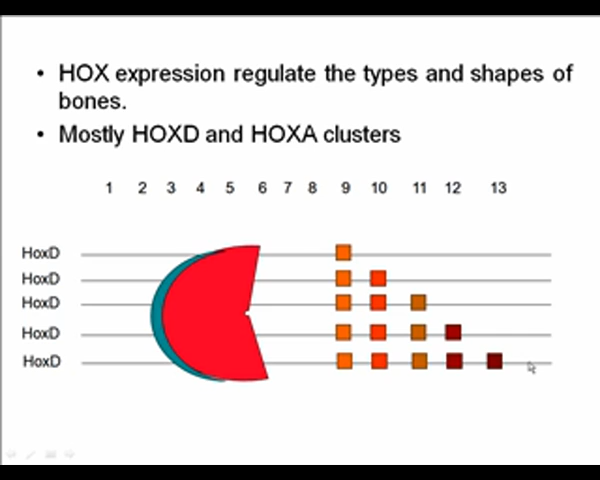 • HOX expression regulate the types and shapes of
bones.
• Mostly HOXD and HOXA clusters
1 2 3 4 5 6 7 8 9 10 11 12 13
HoxD
HoxD
HoxD
HoxD
HoxD